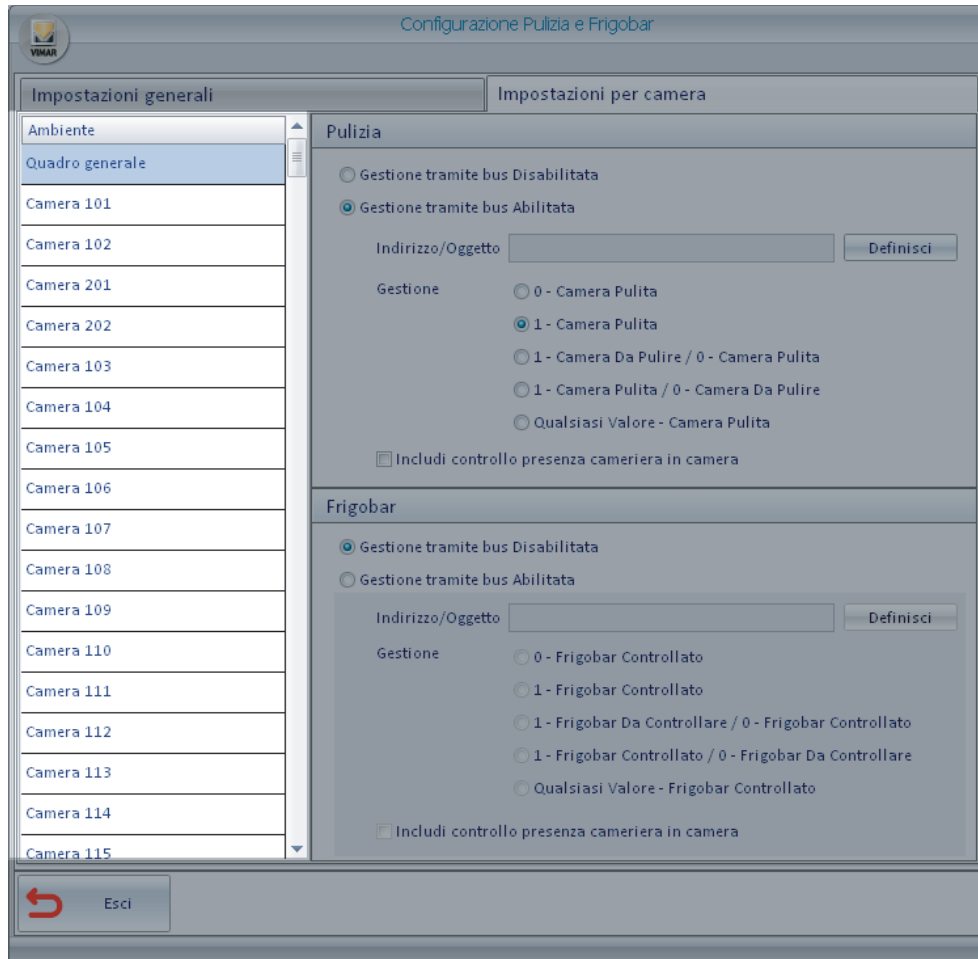 Configurazione Pulizia e Frigobar
VIMAR
Impostazioni generali
Impostazioni per camera
Ambiente
Quadro generale
Camera 101
Camera 102
Camera 201
Camera 202
Camera 103
Camera 104
Camera 105
Camera 106
Camera 107
Camera 108
Camera 109
Camera 110
Camera 111
Camera 112
Camera 113
Camera 114
Camera 115
Pulizia
Gestione tramite bus Disabilitata
Gestione tramite bus Abilitata
Indirizzo/Oggetto
Definisci
Gestione
0 - Camera Pulita
1 - Camera Pulita
1 - Camera Da Pulire / 0 - Camera Pulita
1 - Camera Pulita / 0 - Camera Da Pulire
Qualsiasi Valore - Camera Pulita
Includi controllo presenza cameriera in camera
Frigobar
Gestione tramite bus Disabilitata
Gestione tramite bus Abilitata
Indirizzo/Oggetto
Definisci
Gestione
0 - Frigobar Controllato
1 - Frigobar Controllato
1 - Frigobar Da Controllare / 0 - Frigobar Controllato
1 - Frigobar Controllato / 0 - Frigobar Da Controllare
Qualsiasi Valore - Frigobar Controllato
Includi controllo presenza cameriera in camera
Esci